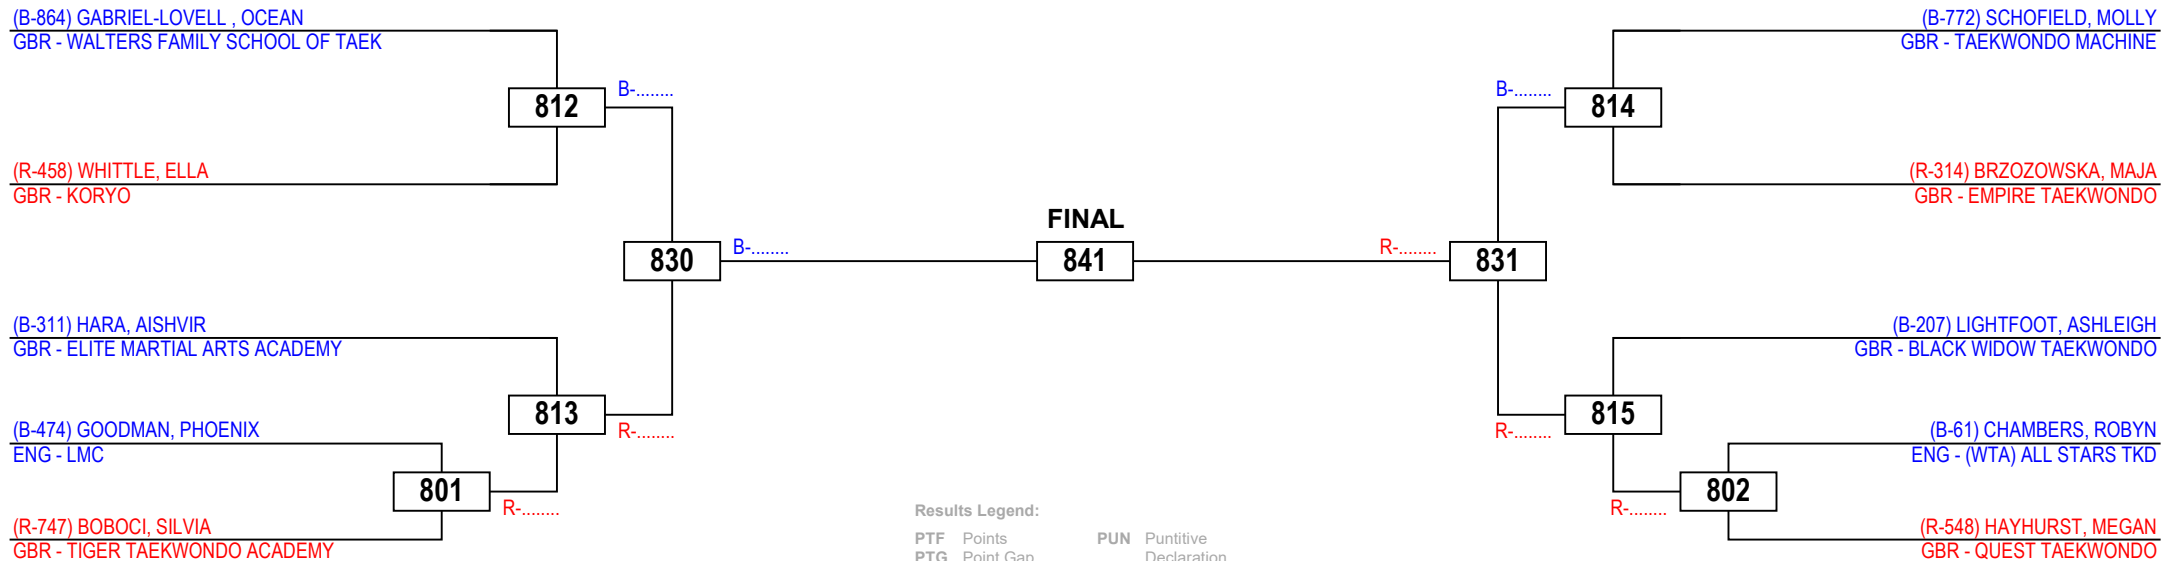 (B-864) GABRIEL-LOVELL , OCEAN
GBR - WALTERS FAMILY SCHOOL OF TAEK
812
B-........
(R-458) WHITTLE, ELLA
GBR - KORYO
830
B-........
(B-311) HARA, AISHVIR
GBR - ELITE MARTIAL ARTS ACADEMY
813
R-........
(B-474) GOODMAN, PHOENIX
ENG - LMC
801
R-........
(R-747) BOBOCI, SILVIA
GBR - TIGER TAEKWONDO ACADEMY
FINAL
841
(B-772) SCHOFIELD, MOLLY
GBR - TAEKWONDO MACHINE
B-........
814
(R-314) BRZOZOWSKA, MAJA
GBR - EMPIRE TAEKWONDO
R-........
831
(B-207) LIGHTFOOT, ASHLEIGH
GBR - BLACK WIDOW TAEKWONDO
815
R-........
(B-61) CHAMBERS, ROBYN
ENG - (WTA) ALL STARS TKD
802
R-........
(R-548) HAYHURST, MEGAN
GBR - QUEST TAEKWONDO
Results Legend:
PTF Points PUN Puntitive
PTG Point Gap Declaration